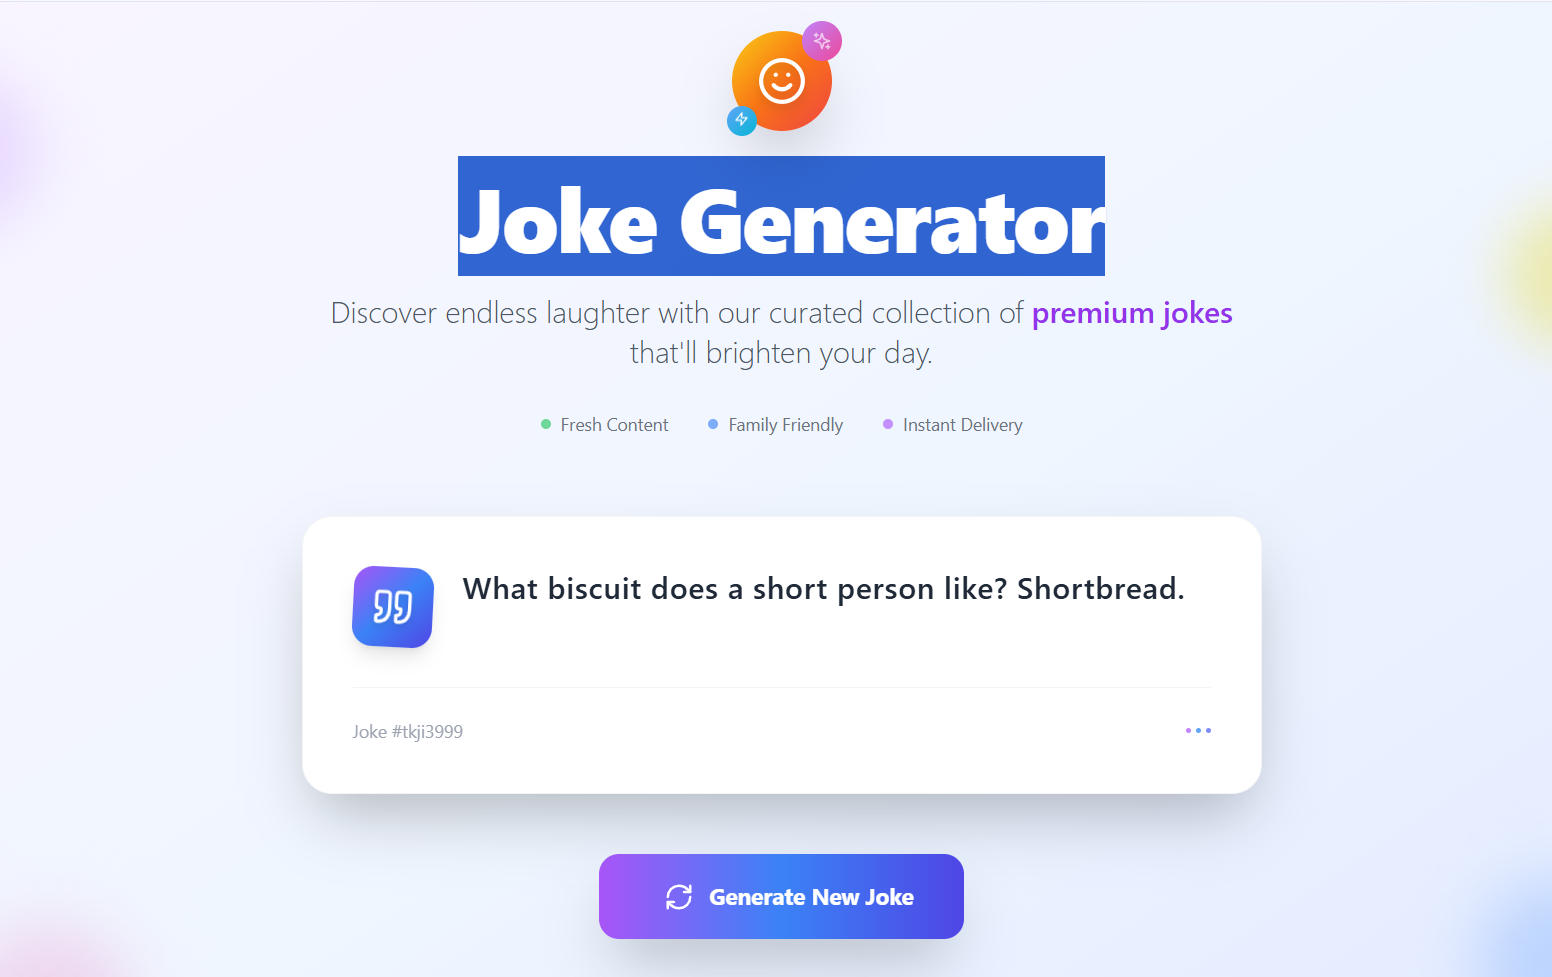 Joke Generator
Discover endless laughter with our curated collection of premium jokes
that'll brighten your day.
Fresh Content
Family Friendly
Instant Delivery
What biscuit does a short person like? Shortbread.
Joke #tkji3999
Generate New Joke